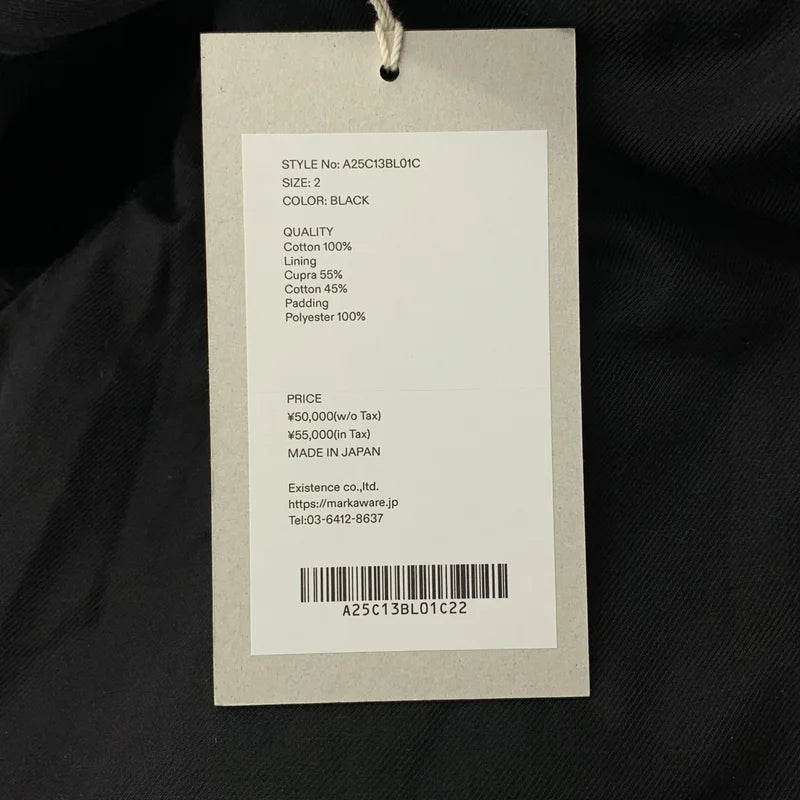 STYLE No: A25C13BL01C
SIZE: 2
COLOR: BLACK
QUALITY
Cotton 100%
Lining
Cupra 55%
Cotton 45%
Padding
Polyester 100%
PRICE
¥50,000(w/o Tax)
¥55,000(in Tax)
MADE IN JAPAN
Existence co.,ltd.
https://markaware.jp
Tel:03-6412-8637
A25C13BL01C22